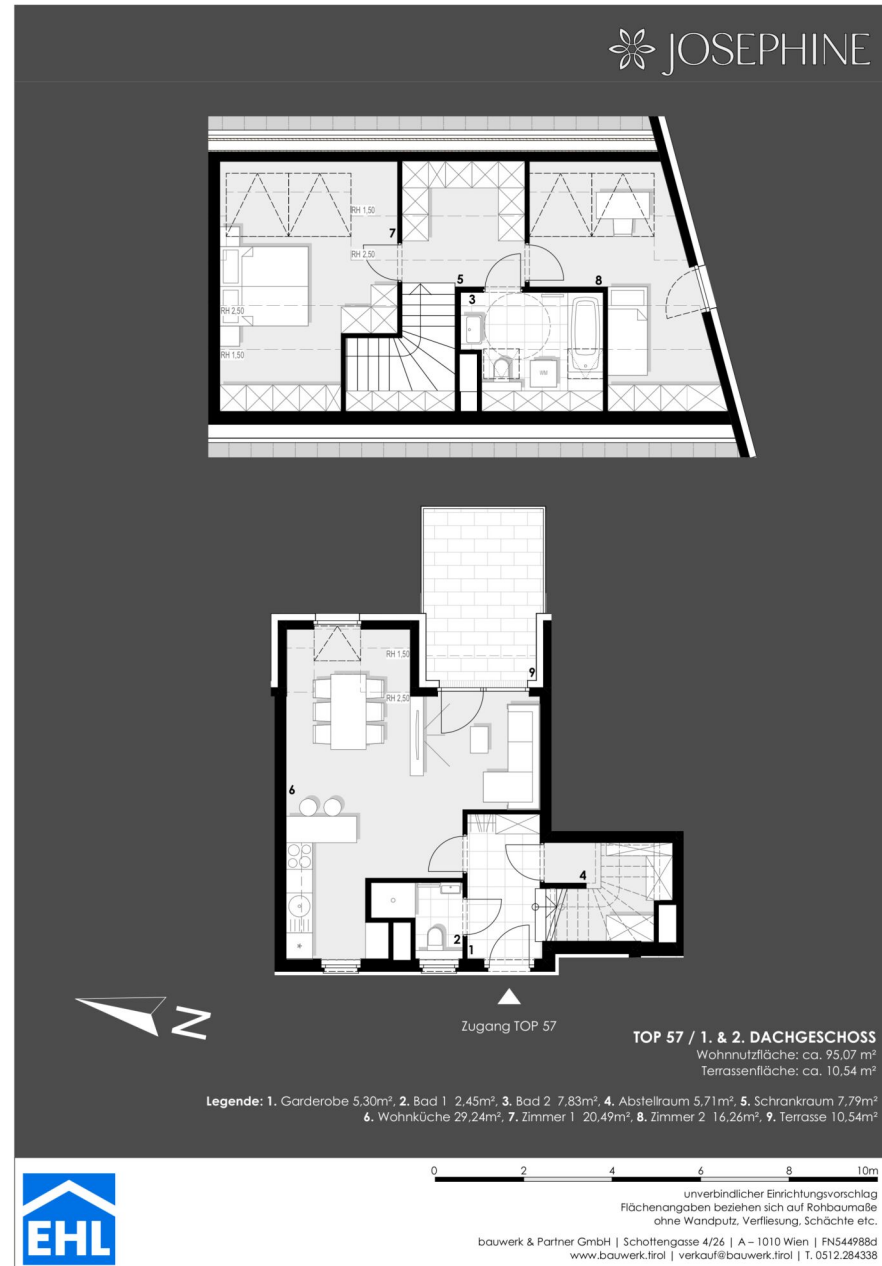 JOSEPHINE
RH 1,50
7
RH 2,50
5
3
8
RH 2,50
RH 1,50
WM
RH 1,50
9
RH 2,50
6
4
2
1
Zugang TOP 57
N
TOP 57 / 1. & 2. DACHGESCHOSS
Wohnnutzfläche: ca. 95,07 m²
Terrassenfläche: ca. 10,54 m²
Legende: 1. Garderobe 5,30m², 2. Bad 1 2,45m², 3. Bad 2 7,83m², 4. Abstellraum 5,71m², 5. Schrankraum 7,79m²
6. Wohnküche 29,24m², 7. Zimmer 1 20,49m², 8. Zimmer 2 16,26m², 9. Terrasse 10,54m²
0 2 4 6 8 10m
unverbindlicher Einrichtungsvorschlag
Flächenangaben beziehen sich auf Rohbaumaße
ohne Wandputz, Verfliesung, Schächte etc.
EHL
bauwerk & Partner GmbH | Schottengasse 4/26 | A – 1010 Wien | FN544988d
www.bauwerk.tirol | verkauf@bauwerk.tirol | T. 0512.284338